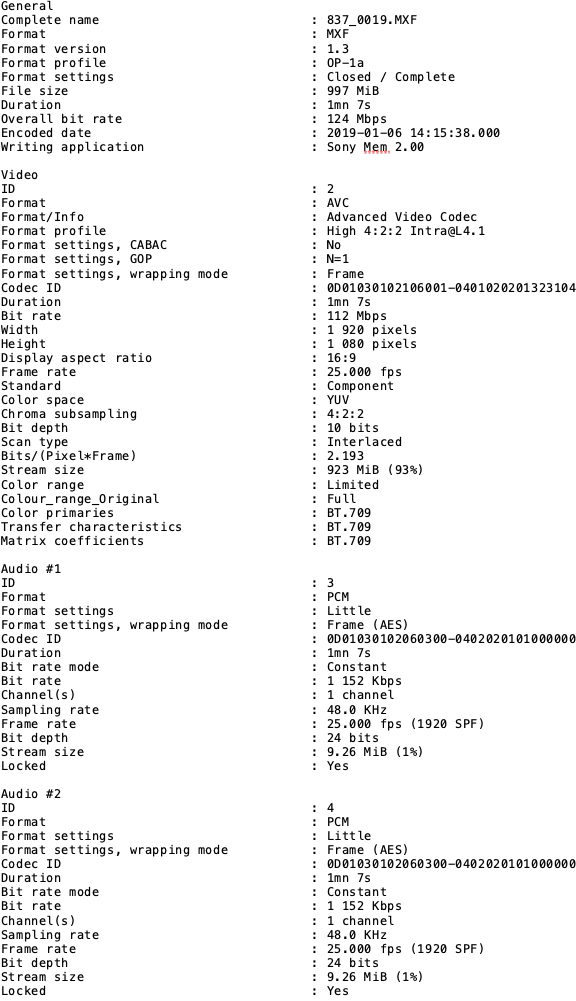 General
Complete name : 837_0019.MXF
Format : MXF
Format version : 1.3
Format profile : OP-1a
Format settings : Closed / Complete
File size : 997 MiB
Duration : 1mn 7s
Overall bit rate : 124 Mbps
Encoded date : 2019-01-06 14:15:38.000
Writing application : Sony Mem 2.00
Video
ID : 2
Format : AVC
Format/Info : Advanced Video Codec
Format profile : High 4:2:2 Intra@L4.1
Format settings, CABAC : No
Format settings, GOP : N=1
Format settings, wrapping mode : Frame
Codec ID : 0D01030102106001-0401020201323104
Duration : 1mn 7s
Bit rate : 112 Mbps
Width : 1 920 pixels
Height : 1 080 pixels
Display aspect ratio : 16:9
Frame rate : 25.000 fps
Standard : Component
Color space : YUV
Chroma subsampling : 4:2:2
Bit depth : 10 bits
Scan type : Interlaced
Bits/(Pixel*Frame) : 2.193
Stream size : 923 MiB (93%)
Color range : Limited
Colour_range_Original : Full
Color primaries : BT.709
Transfer characteristics : BT.709
Matrix coefficients : BT.709
Audio #1
ID : 3
Format : PCM
Format settings : Little
Format settings, wrapping mode : Frame (AES)
Codec ID : 0D01030102060300-0402020101000000
Duration : 1mn 7s
Bit rate mode : Constant
Bit rate : 1 152 Kbps
Channel(s) : 1 channel
Sampling rate : 48.0 KHz
Frame rate : 25.000 fps (1920 SPF)
Bit depth : 24 bits
Stream size : 9.26 MiB (1%)
Locked : Yes
Audio #2
ID : 4
Format : PCM
Format settings : Little
Format settings, wrapping mode : Frame (AES)
Codec ID : 0D01030102060300-0402020101000000
Duration : 1mn 7s
Bit rate mode : Constant
Bit rate : 1 152 Kbps
Channel(s) : 1 channel
Sampling rate : 48.0 KHz
Frame rate : 25.000 fps (1920 SPF)
Bit depth : 24 bits
Stream size : 9.26 MiB (1%)
Locked : Yes